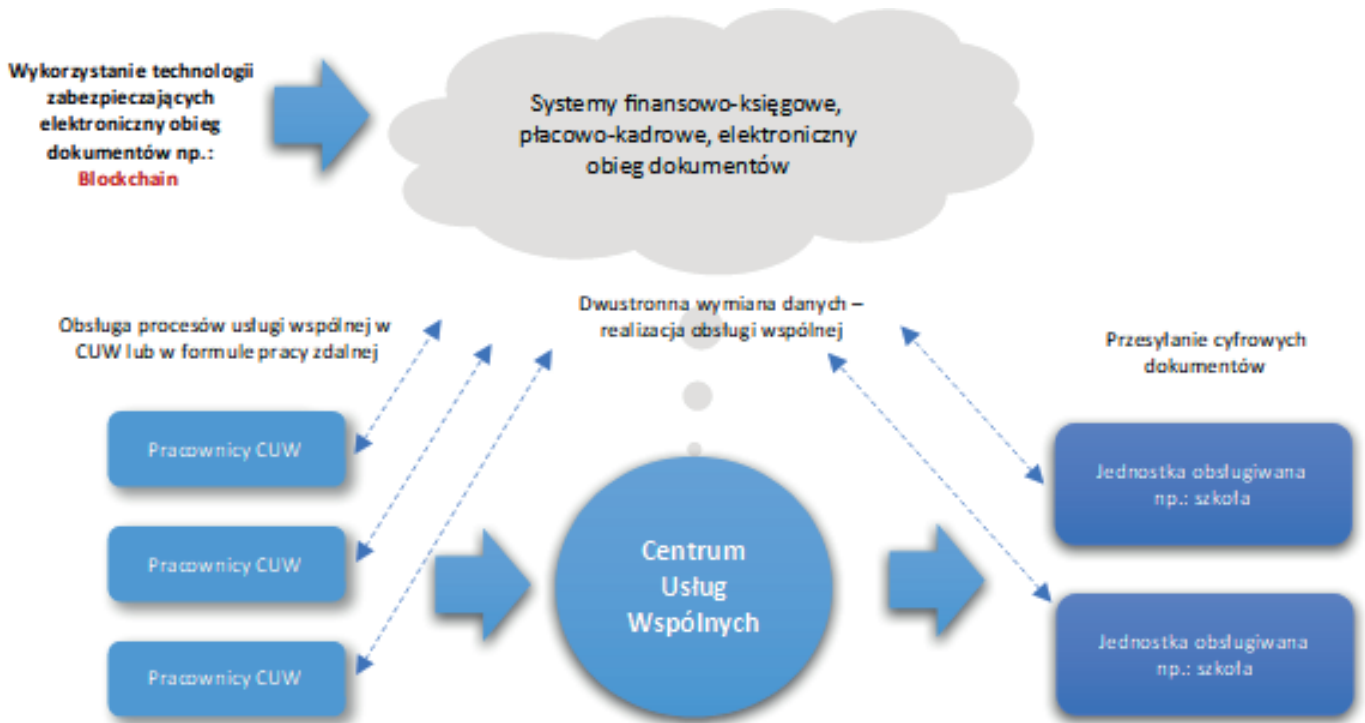 Wykorzystanie technologii
zabezpieczających
elektroniczny obieg
dokumentów np.:
Blockchain
Systemy finansowo-księgowe,
płacowo-kadrowe, elektroniczny
obieg dokumentów
Obsługa procesów usługi wspólnej w
CUW lub w formule pracy zdalnej
Dwustronna wymiana danych –
realizacja obsługi wspólnej
Przesyłanie cyfrowych
dokumentów
Pracownicy CUW
Pracownicy CUW
Pracownicy CUW
Centrum
Usług
Wspólnych
Jednostka obsługiwana
np.: szkoła
Jednostka obsługiwana
np.: szkoła